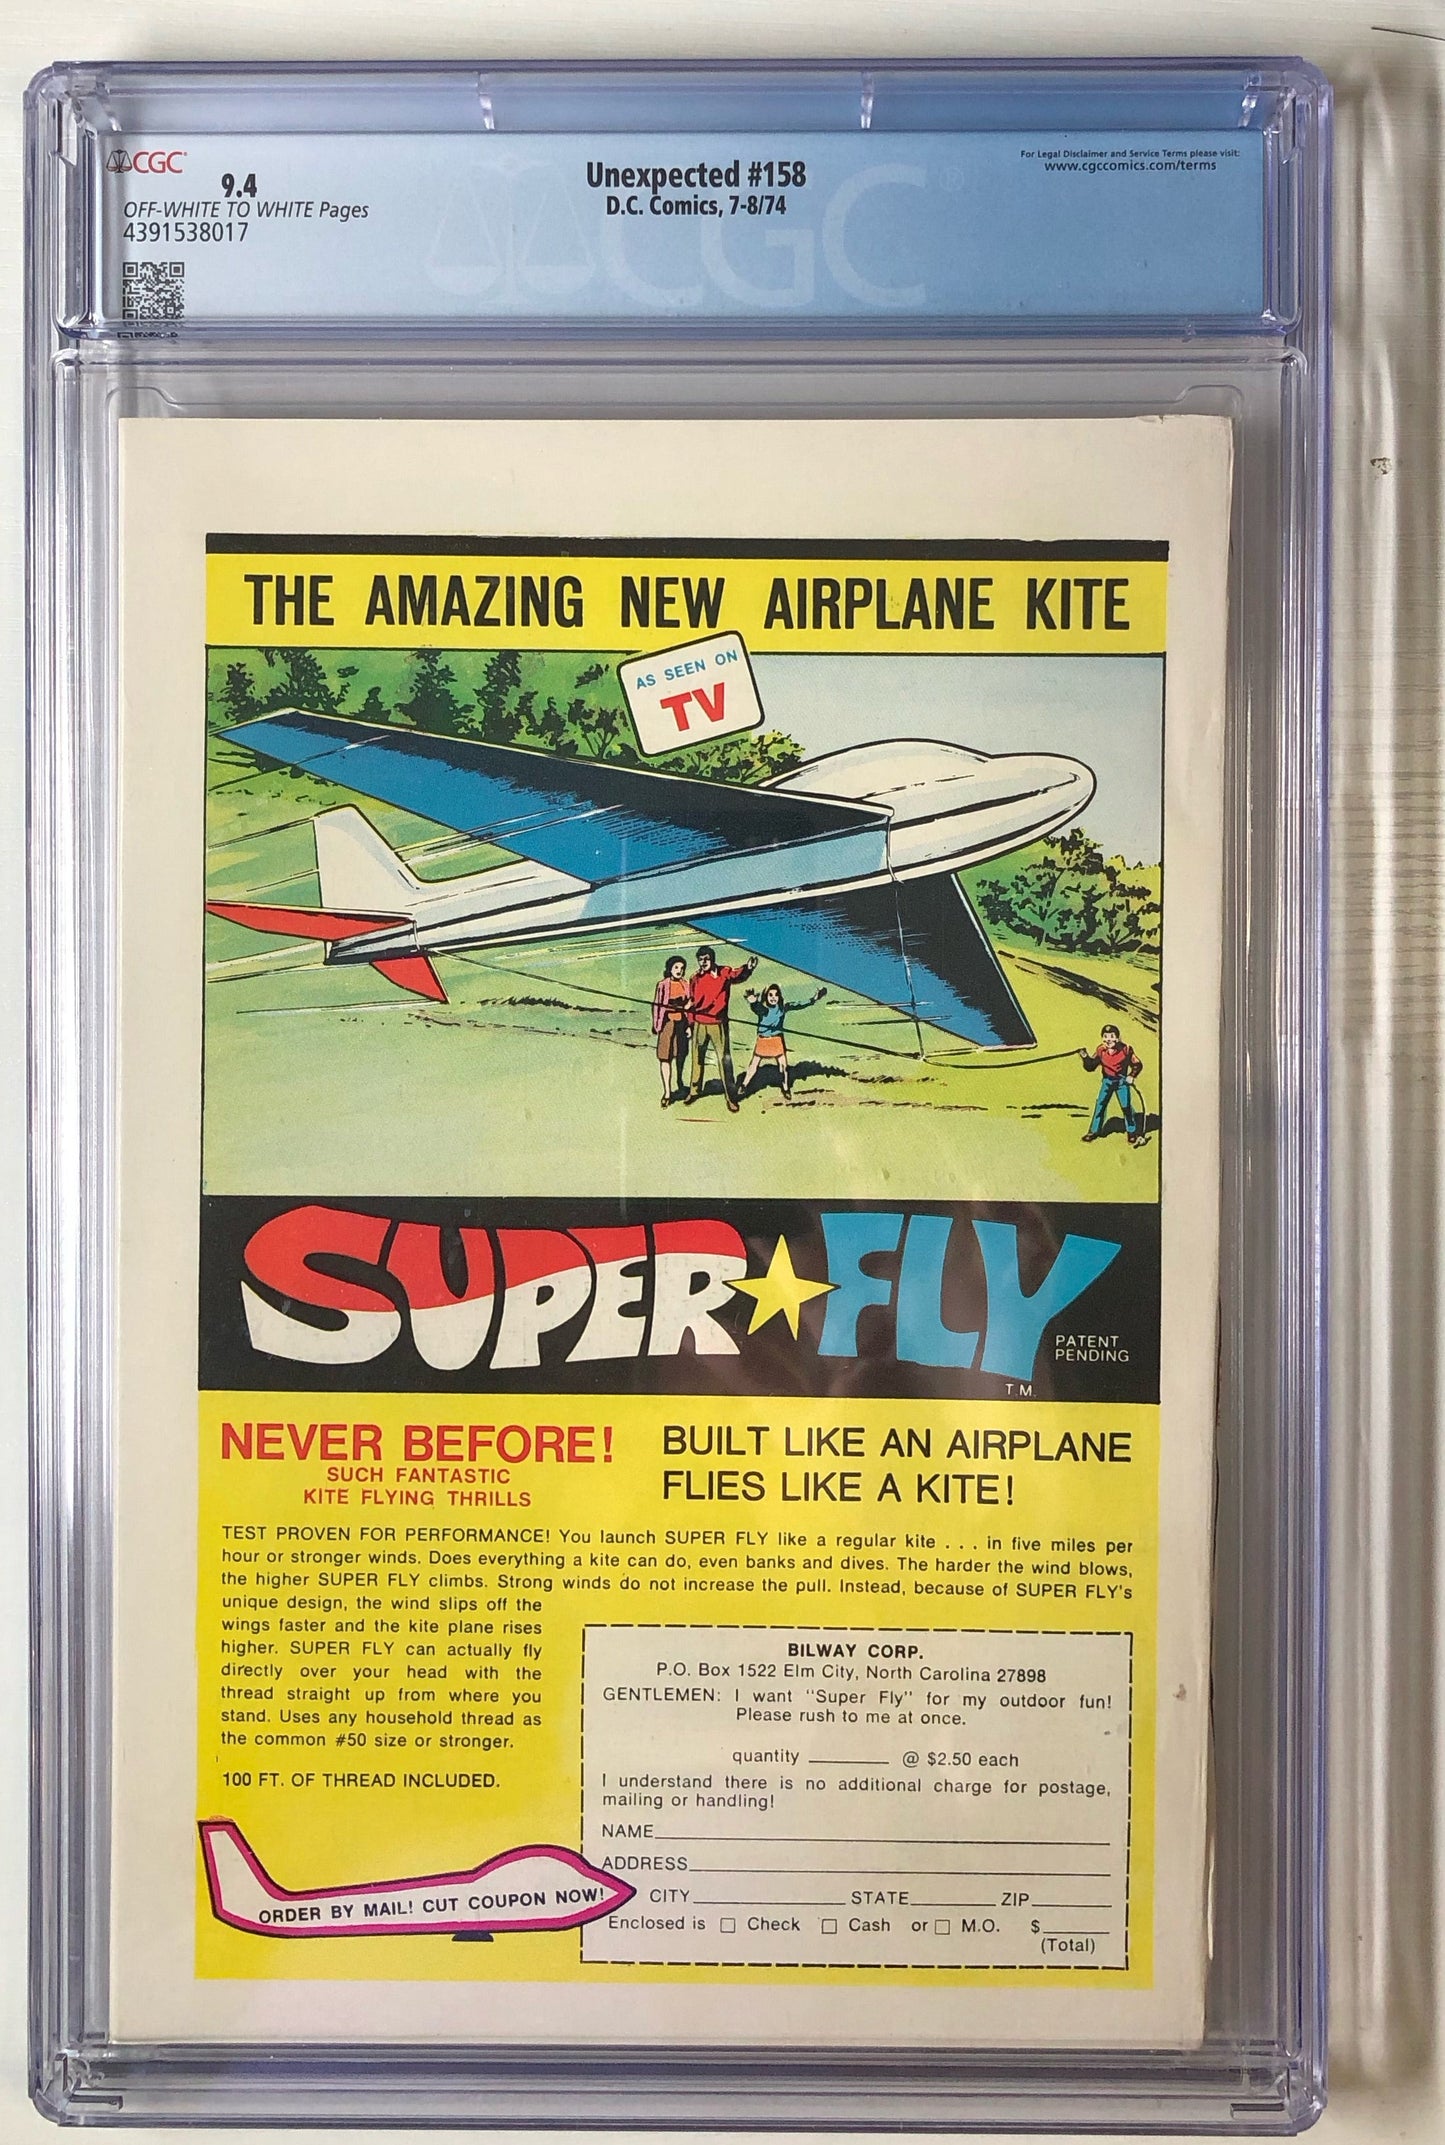 CGC
9.4
OFF-WHITE TO WHITE Pages
4391538017
Unexpected #158
D.C. Comics, 7-8/74
For Legal Disclaimer and Service Terms please visit:
www.cgccomics.com/terms
CGC
THE AMAZING NEW AIRPLANE KITE
AS SEEN ON
TV
SUPER FLY
PATENT
PENDING
T.M.
NEVER BEFORE!
SUCH FANTASTIC
KITE FLYING THRILLS
BUILT LIKE AN AIRPLANE
FLIES LIKE A KITE!
TEST PROVEN FOR PERFORMANCE! You launch SUPER FLY like a regular kite . . . in five miles per
hour or stronger winds. Does everything a kite can do, even banks and dives. The harder the wind blows,
the higher SUPER FLY climbs. Strong winds do not increase the pull. Instead, because of SUPER FLY's
unique design, the wind slips off the
wings faster and the kite plane rises
higher. SUPER FLY can actually fly
directly over your head with the
thread straight up from where you
stand. Uses any household thread as
the common #50 size or stronger.
100 FT. OF THREAD INCLUDED.
ORDER BY MAIL! CUT COUPON NOW!
BILWAY CORP.
P.O. Box 1522 Elm City, North Carolina 27898
GENTLEMEN: I want "Super Fly" for my outdoor fun!
Please rush to me at once.
quantity ________ @ $2.50 each
I understand there is no additional charge for postage,
mailing or handling!
NAME
ADDRESS
CITY STATE ZIP
Enclosed is □ Check □ Cash or □ M.O. $
(Total)